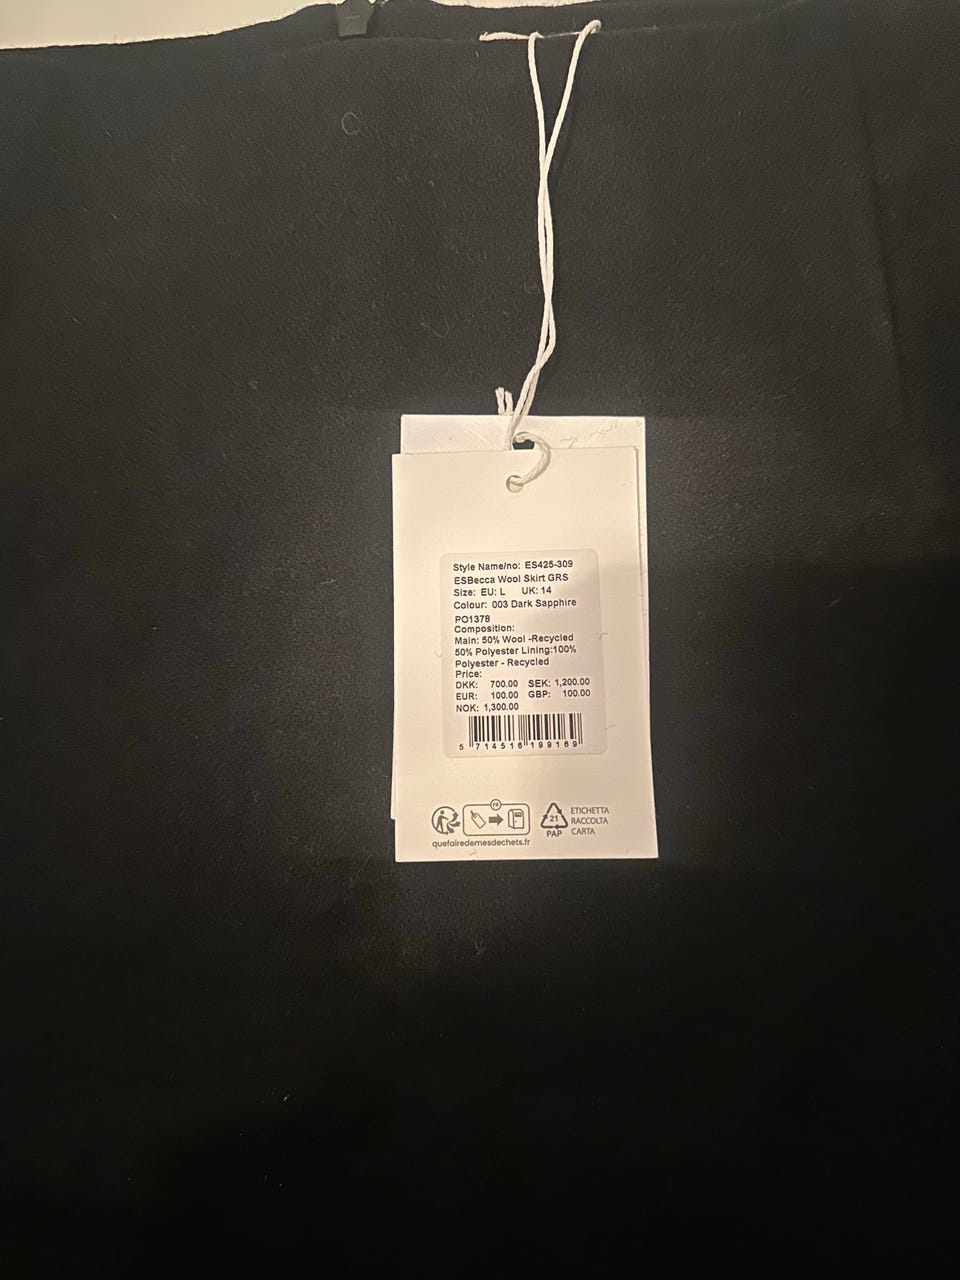 Style Name/no: ES425-309
ESBecca Wool Skirt GRS
Size: EU: L UK: 14
Colour: 003 Dark Sapphire
PO1378
Composition:
Main: 50% Wool -Recycled
50% Polyester Lining:100%
Polyester - Recycled
Price:
DKK: 700.00 SEK: 1,200.00
EUR: 100.00 GBP: 100.00
NOK: 1,300.00
5 714516 199169
FR
quefairedemesdechets.fr
21
PAP
ETICHETTA
RACCOLTA
CARTA